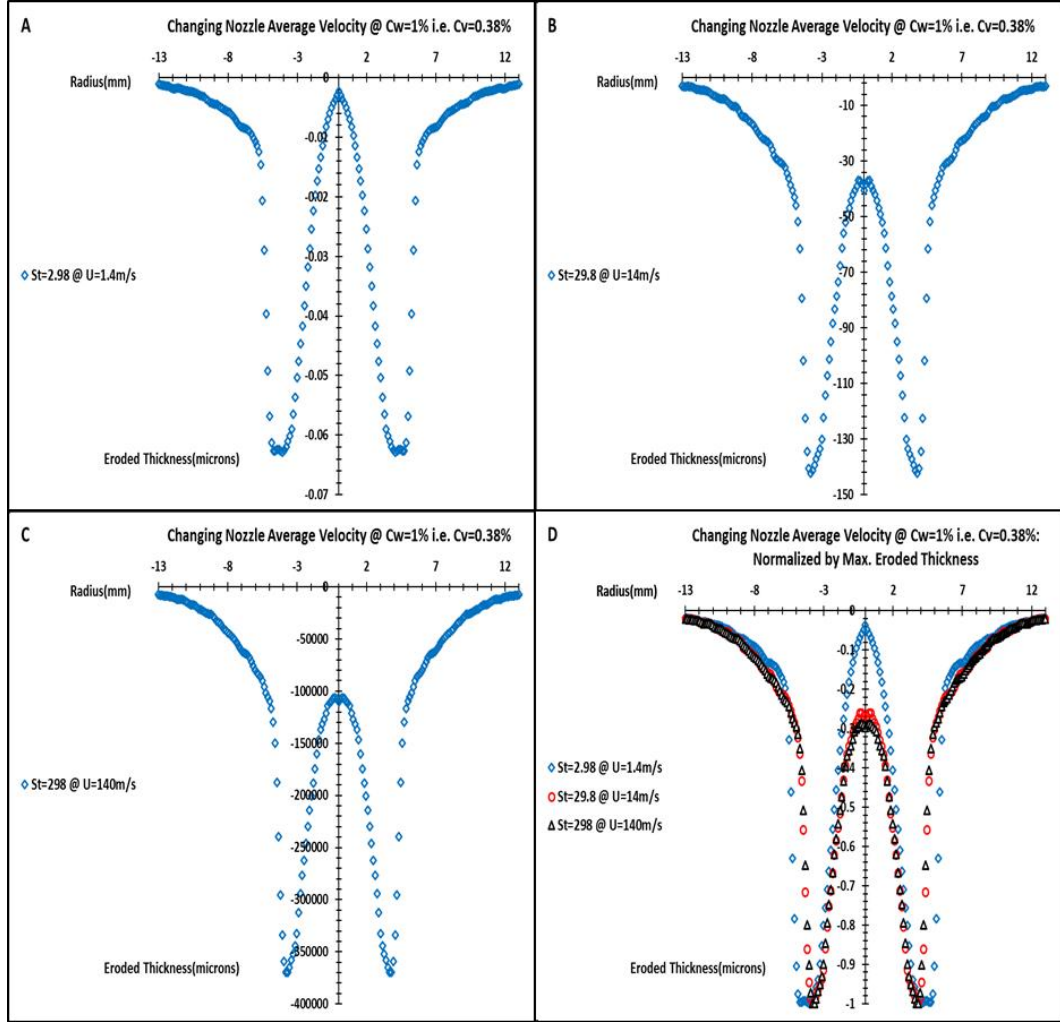 A
Changing Nozzle Average Velocity @ Cw=1% i.e. Cv=0.38%
-13 -8 -3 2 7 12
Radius(mm)
0
-0.01
-0.02
-0.03
-0.04
-0.05
-0.06
-0.07
St=2.98 @ U=1.4m/s
Eroded Thickness(microns)
B
Changing Nozzle Average Velocity @ Cw=1% i.e. Cv=0.38%
-13 -8 -3 2 7 12
Radius(mm)
-10
-30
-50
-70
-90
-110
-130
-150
St=29.8 @ U=14m/s
Eroded Thickness(microns)
C
Changing Nozzle Average Velocity @ Cw=1% i.e. Cv=0.38%
-13 -8 -3 2 7 12
Radius(mm)
0
-50000
-100000
-150000
-200000
-250000
-300000
-350000
-400000
St=298 @ U=140m/s
Eroded Thickness(microns)
D
Changing Nozzle Average Velocity @ Cw=1% i.e. Cv=0.38%:
Normalized by Max. Eroded Thickness
-13 -8 -3 2 7 12
Radius(mm)
0
-0.1
-0.2
-0.3
-0.4
-0.5
-0.6
-0.7
-0.8
-0.9
-1
St=2.98 @ U=1.4m/s
St=29.8 @ U=14m/s
St=298 @ U=140m/s
Eroded Thickness(microns)